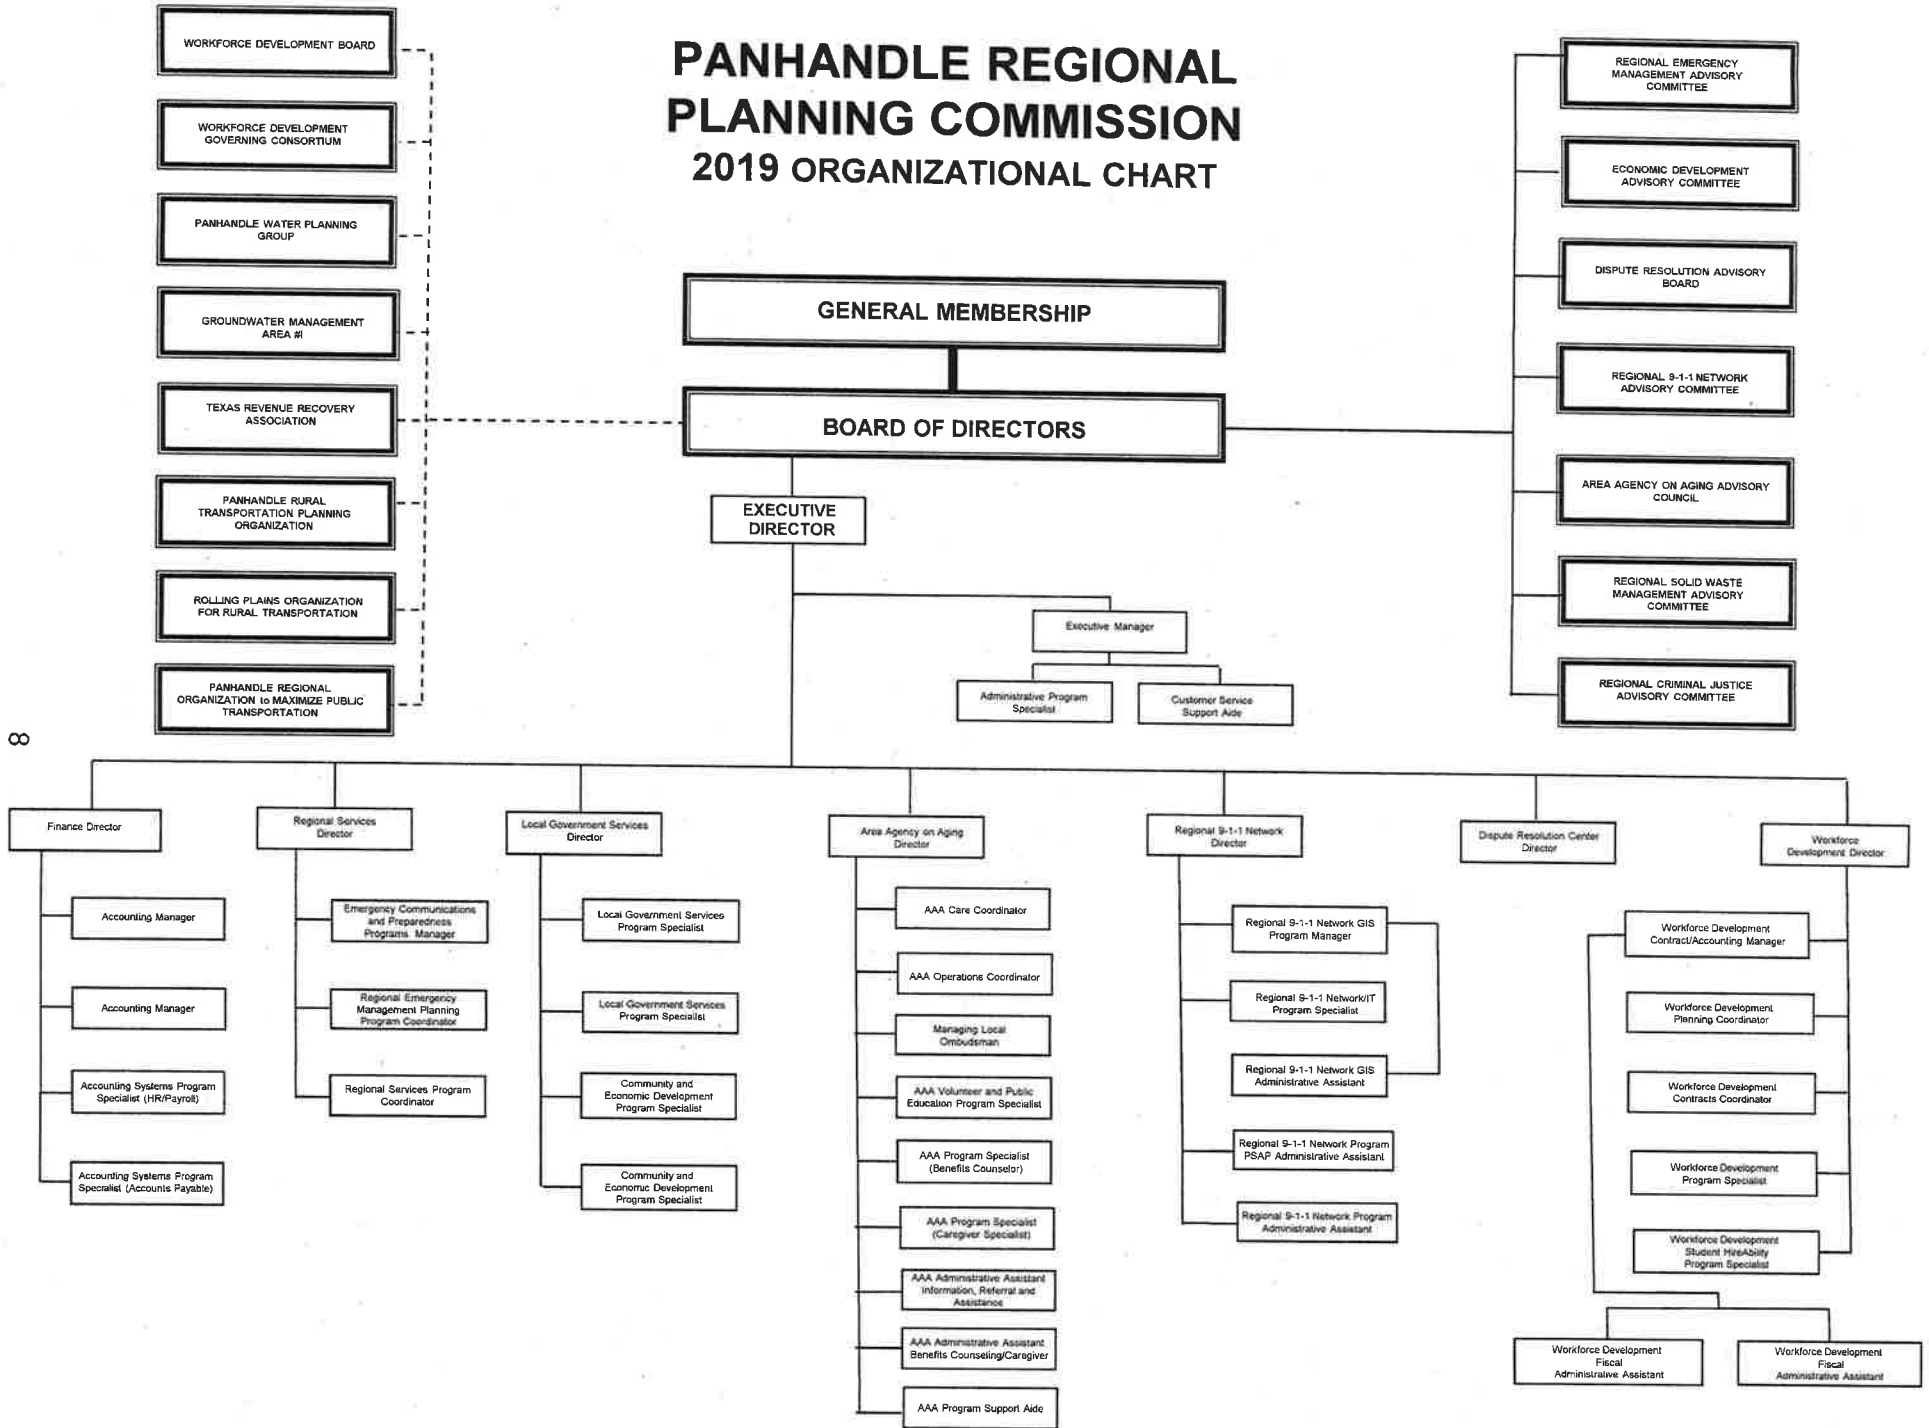 PANHANDLE REGIONAL
PLANNING COMMISSION
2019 ORGANIZATIONAL CHART
WORKFORCE DEVELOPMENT BOARD
WORKFORCE DEVELOPMENT
GOVERNING CONSORTIUM
PANHANDLE WATER PLANNING
GROUP
GROUNDWATER MANAGEMENT
AREA #I
TEXAS REVENUE RECOVERY
ASSOCIATION
PANHANDLE RURAL
TRANSPORTATION PLANNING
ORGANIZATION
ROLLING PLAINS ORGANIZATION
FOR RURAL TRANSPORTATION
PANHANDLE REGIONAL
ORGANIZATION to MAXIMIZE PUBLIC
TRANSPORTATION
GENERAL MEMBERSHIP
BOARD OF DIRECTORS
EXECUTIVE
DIRECTOR
Executive Manager
Administrative Program
Specialist
Customer Service
Support Aide
REGIONAL EMERGENCY
MANAGEMENT ADVISORY
COMMITTEE
ECONOMIC DEVELOPMENT
ADVISORY COMMITTEE
DISPUTE RESOLUTION ADVISORY
BOARD
REGIONAL 9-1-1 NETWORK
ADVISORY COMMITTEE
AREA AGENCY ON AGING ADVISORY
COUNCIL
REGIONAL SOLID WASTE
MANAGEMENT ADVISORY
COMMITTEE
REGIONAL CRIMINAL JUSTICE
ADVISORY COMMITTEE
8
Finance Director
Accounting Manager
Accounting Manager
Accounting Systems Program
Specialist (HR/Payroll)
Accounting Systems Program
Specialist (Accounts Payable)
Regional Services
Director
Emergency Communications
and Preparedness
Programs Manager
Regional Emergency
Management Planning
Program Coordinator
Regional Services Program
Coordinator
Local Government Services
Director
Local Government Services
Program Specialist
Local Government Services
Program Specialist
Community and
Economic Development
Program Specialist
Community and
Economic Development
Program Specialist
Area Agency on Aging
Director
AAA Care Coordinator
AAA Operations Coordinator
Managing Local
Ombudsman
AAA Volunteer and Public
Education Program Specialist
AAA Program Specialist
(Benefits Counselor)
AAA Program Specialist
(Caregiver Specialist)
AAA Administrative Assistant
Information, Referral and
Assistance
AAA Administrative Assistant
Benefits Counseling/Caregiver
AAA Program Support Aide
Regional 9-1-1 Network
Director
Regional 9-1-1 Network GIS
Program Manager
Regional 9-1-1 Network/IT
Program Specialist
Regional 9-1-1 Network GIS
Administrative Assistant
Regional 9-1-1 Network Program
PSAP Administrative Assistant
Regional 9-1-1 Network Program
Administrative Assistant
Dispute Resolution Center
Director
Workforce
Development Director
Workforce Development
Contract/Accounting Manager
Workforce Development
Planning Coordinator
Workforce Development
Contracts Coordinator
Workforce Development
Program Specialist
Workforce Development
Student HireAbility
Program Specialist
Workforce Development
Fiscal
Administrative Assistant
Workforce Development
Fiscal
Administrative Assistant